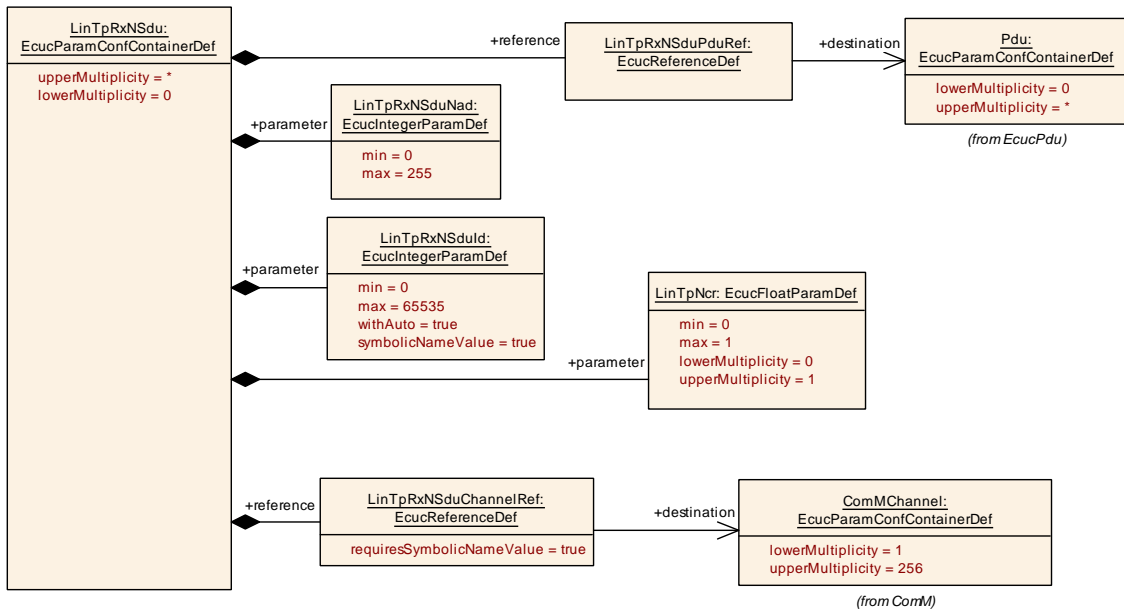 LinTpRxNSdu:
EcucParamConfContainerDef
upperMultiplicity = *
lowerMultiplicity = 0
+reference
LinTpRxNSduPduRef:
EcucReferenceDef
+destination
Pdu:
EcucParamConfContainerDef
lowerMultiplicity = 0
upperMultiplicity = *
(from EcucPdu)
+parameter
LinTpRxNSduNad:
EcucIntegerParamDef
min = 0
max = 255
+parameter
LinTpRxNSduId:
EcucIntegerParamDef
min = 0
max = 65535
withAuto = true
symbolicNameValue = true
+parameter
LinTpNcr: EcucFloatParamDef
min = 0
max = 1
lowerMultiplicity = 0
upperMultiplicity = 1
+reference
LinTpRxNSduChannelRef:
EcucReferenceDef
requiresSymbolicNameValue = true
+destination
ComMChannel:
EcucParamConfContainerDef
lowerMultiplicity = 1
upperMultiplicity = 256
(from ComM)